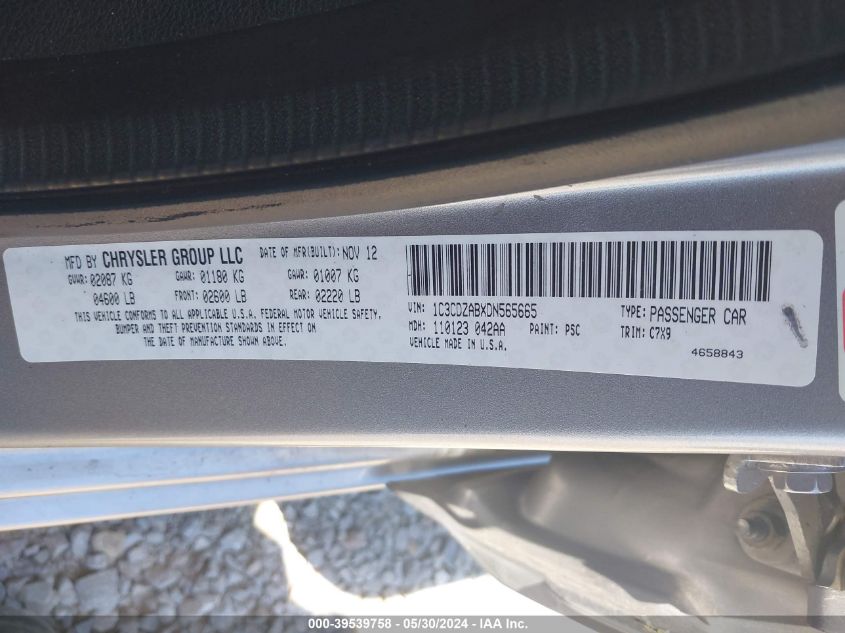 MFD BY CHRYSLER GROUP LLC DATE OF MFR(BUILT): NOV 12
GVWR: 02087 KG GAWR: 01180 KG GAWR: 01007 KG
04600 LB FRONT: 02600 LB REAR: 02220 LB
THIS VEHICLE CONFORMS TO ALL APPLICABLE U.S.A. FEDERAL MOTOR VEHICLE SAFETY,
BUMPER AND THEFT PREVENTION STANDARDS IN EFFECT ON
THE DATE OF MANUFACTURE SHOWN ABOVE.
VIN: 1C3CDZABXDN565665 TYPE: PASSENGER CAR
MDH: 110123 042AA PAINT: PSC TRIM: C7X9
VEHICLE MADE IN U.S.A.
4658843
000-39539758 - 05/30/2024 - IAA Inc.